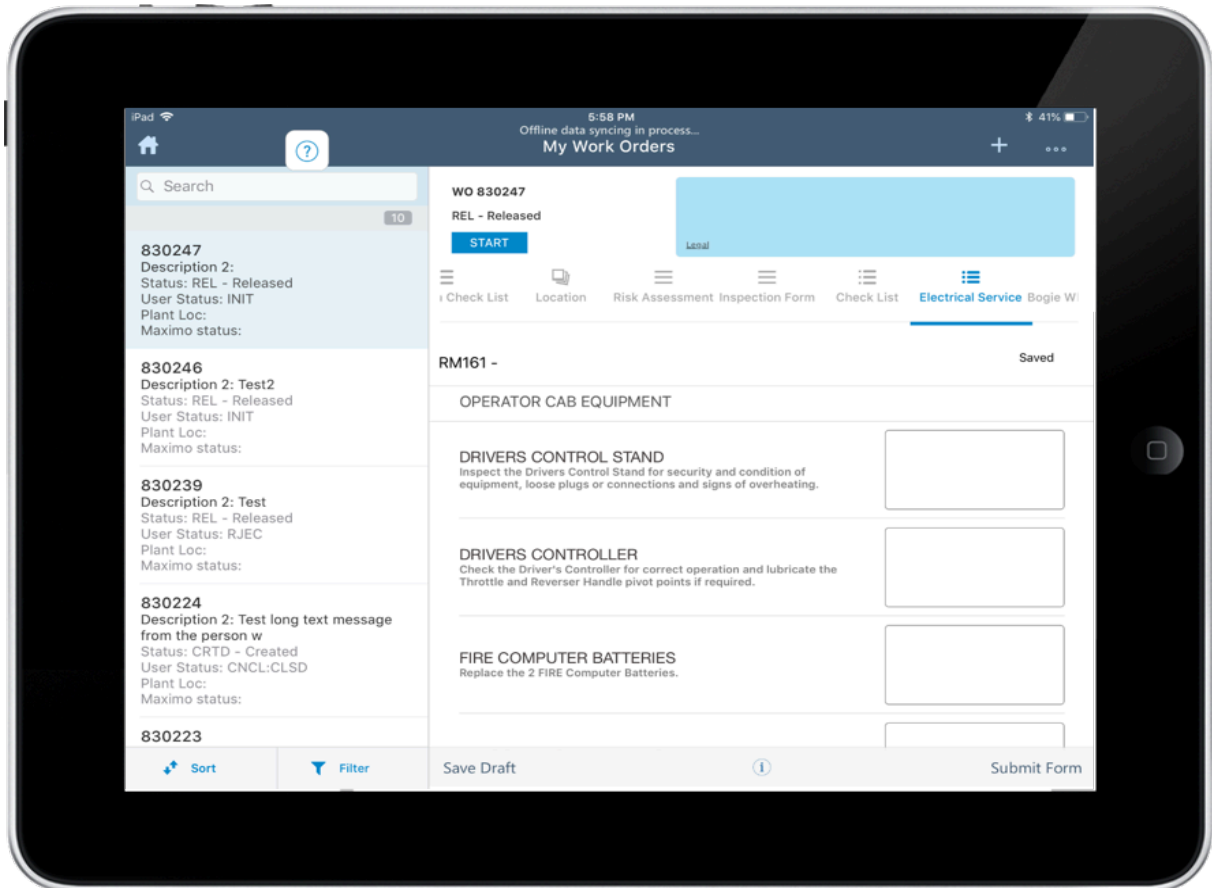 iPad
5:58 PM
41%
Offline data syncing in process...
My Work Orders
?
+
Search
10
830247
Description 2:
Status: REL - Released
User Status: INIT
Plant Loc:
Maximo status:
830246
Description 2: Test2
Status: REL - Released
User Status: INIT
Plant Loc:
Maximo status:
830239
Description 2: Test
Status: REL - Released
User Status: RJEC
Plant Loc:
Maximo status:
830224
Description 2: Test long text message
from the person w
Status: CRTD - Created
User Status: CNCL:CLSD
Plant Loc:
Maximo status:
830223
Sort
Filter
WO 830247
REL - Released
START
Legal
Check List
Location
Risk Assessment
Inspection Form
Check List
Electrical Service
Bogie W
RM161 -
Saved
OPERATOR CAB EQUIPMENT
DRIVERS CONTROL STAND
Inspect the Drivers Control Stand for security and condition of
equipment, loose plugs or connections and signs of overheating.
DRIVERS CONTROLLER
Check the Driver's Controller for correct operation and lubricate the
Throttle and Reverser Handle pivot points if required.
FIRE COMPUTER BATTERIES
Replace the 2 FIRE Computer Batteries.
Save Draft
i
Submit Form